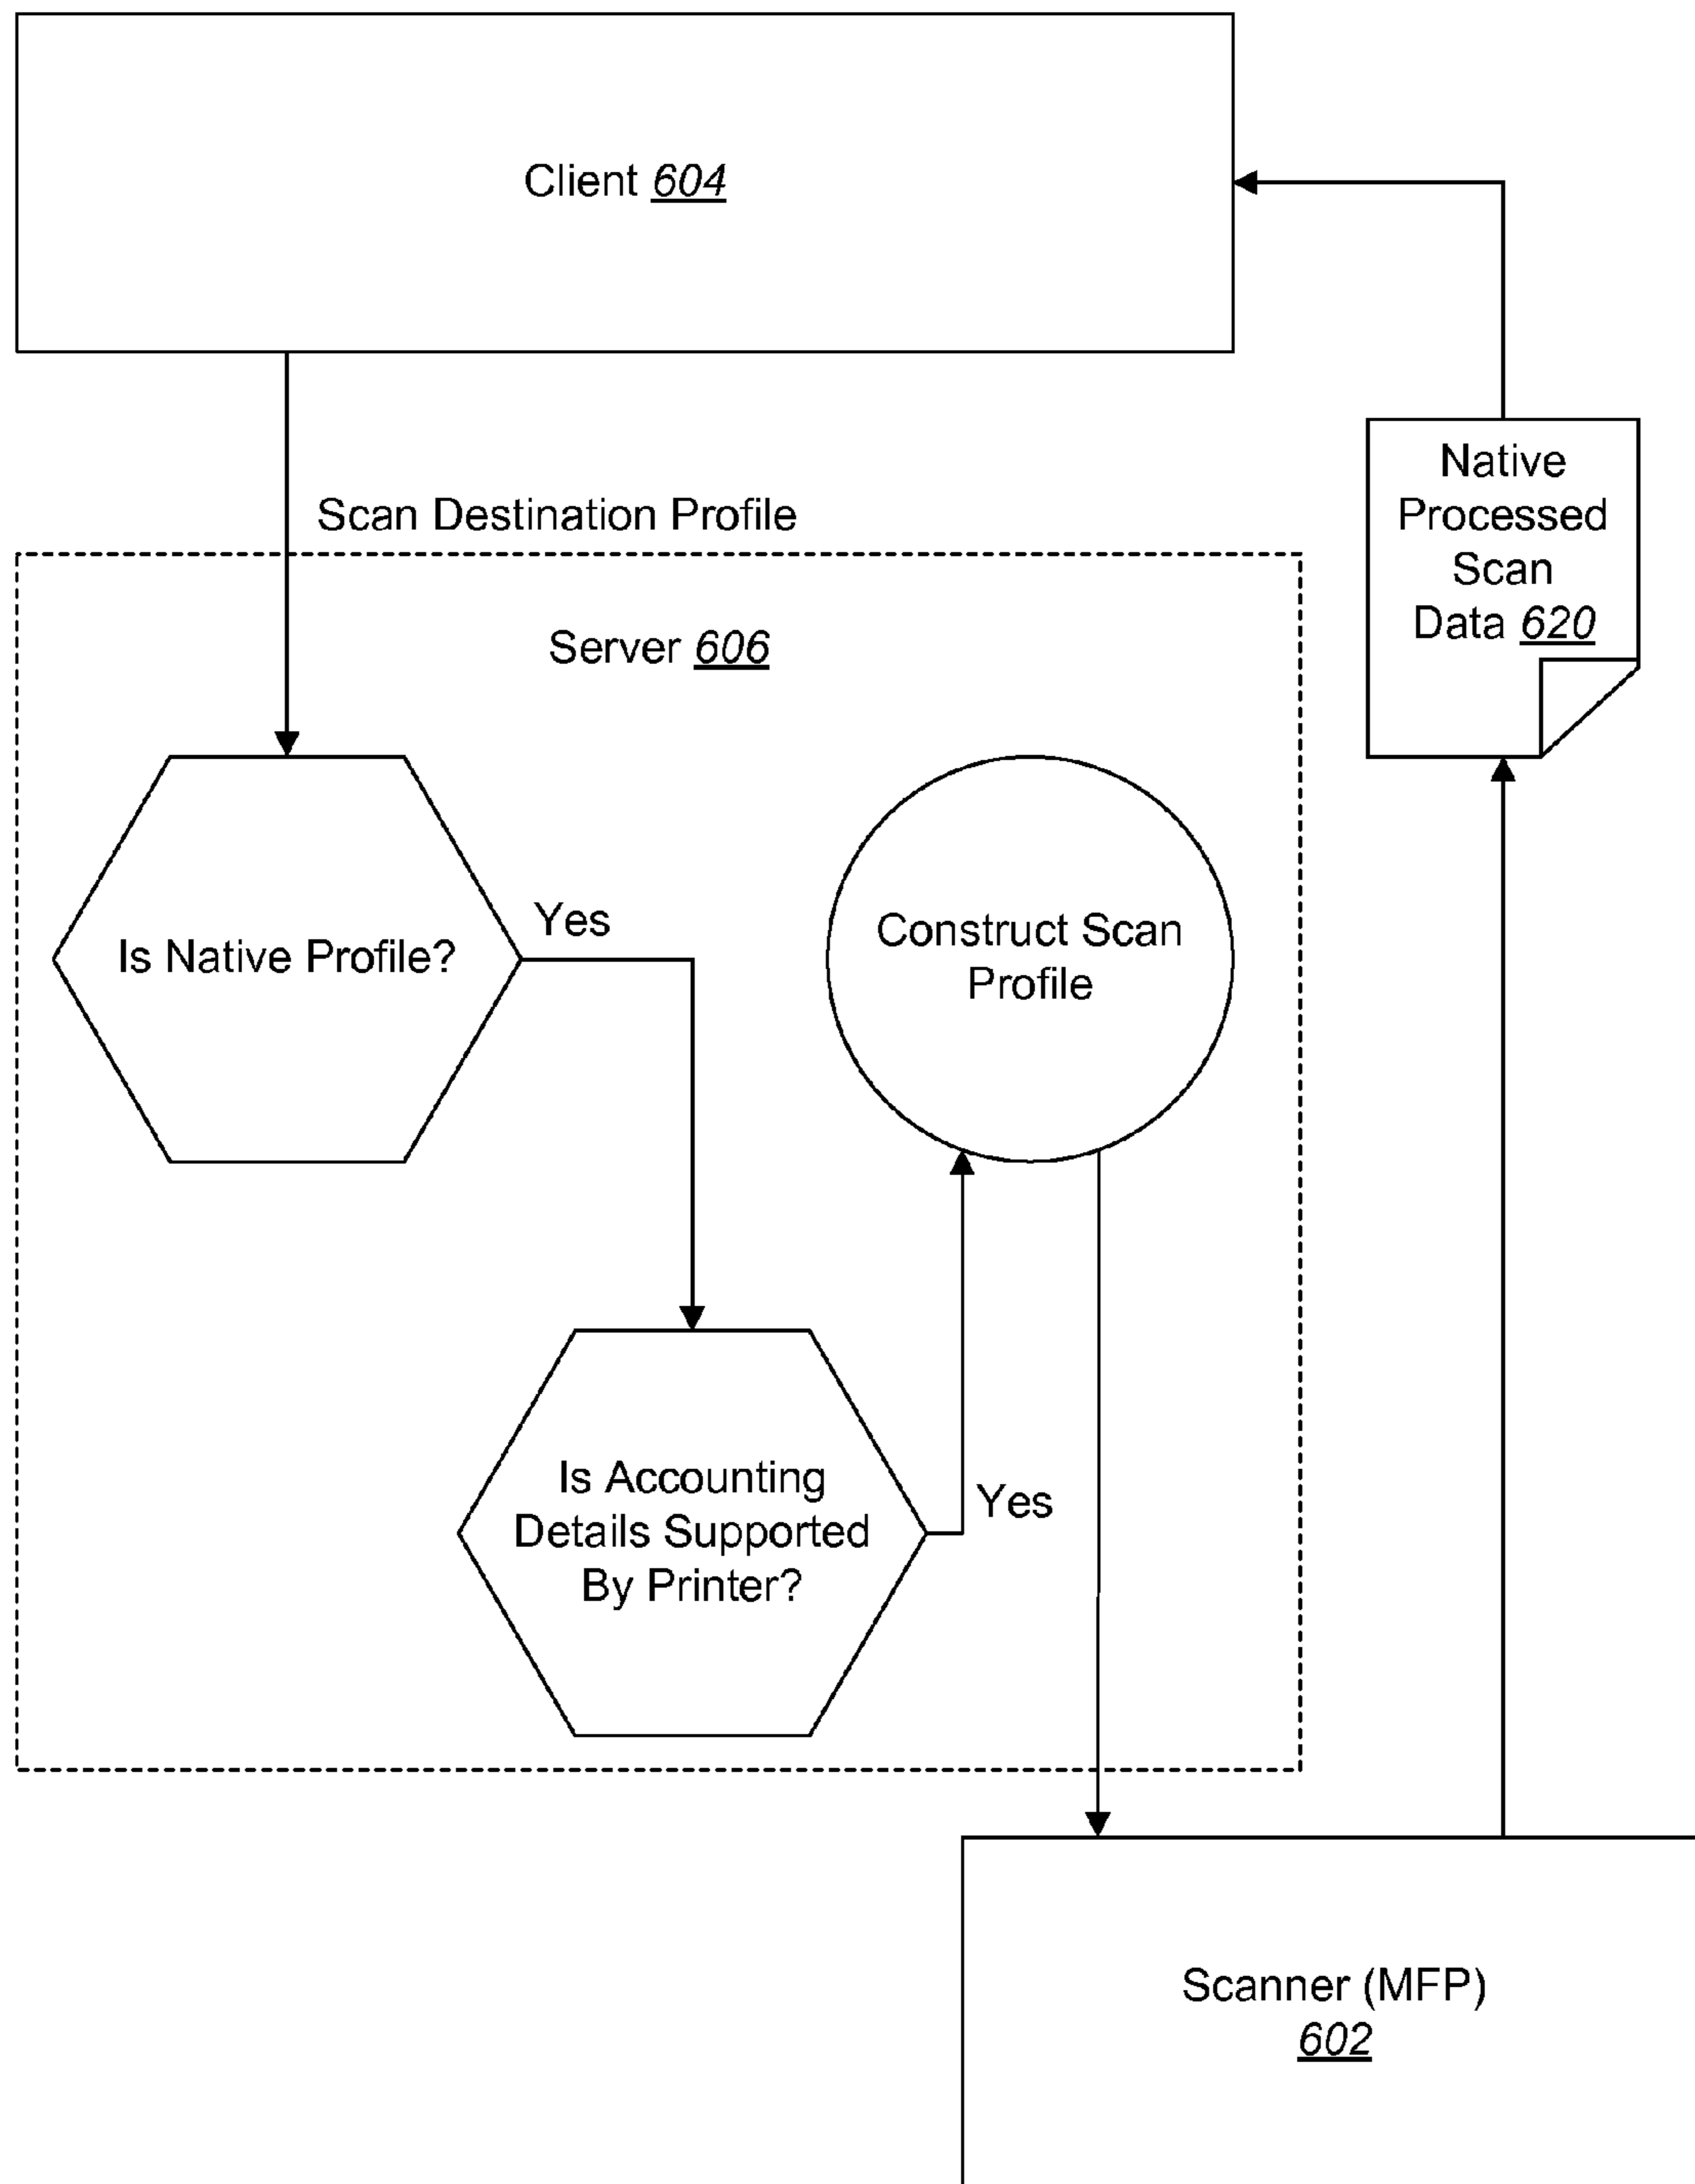 Client 604
Native
Processed
Scan
Data 620
Scan Destination Profile
Server 606
Is Native Profile?
Yes
Construct Scan
Profile
Is Accounting
Details Supported
By Printer?
Yes
Scanner (MFP)
602